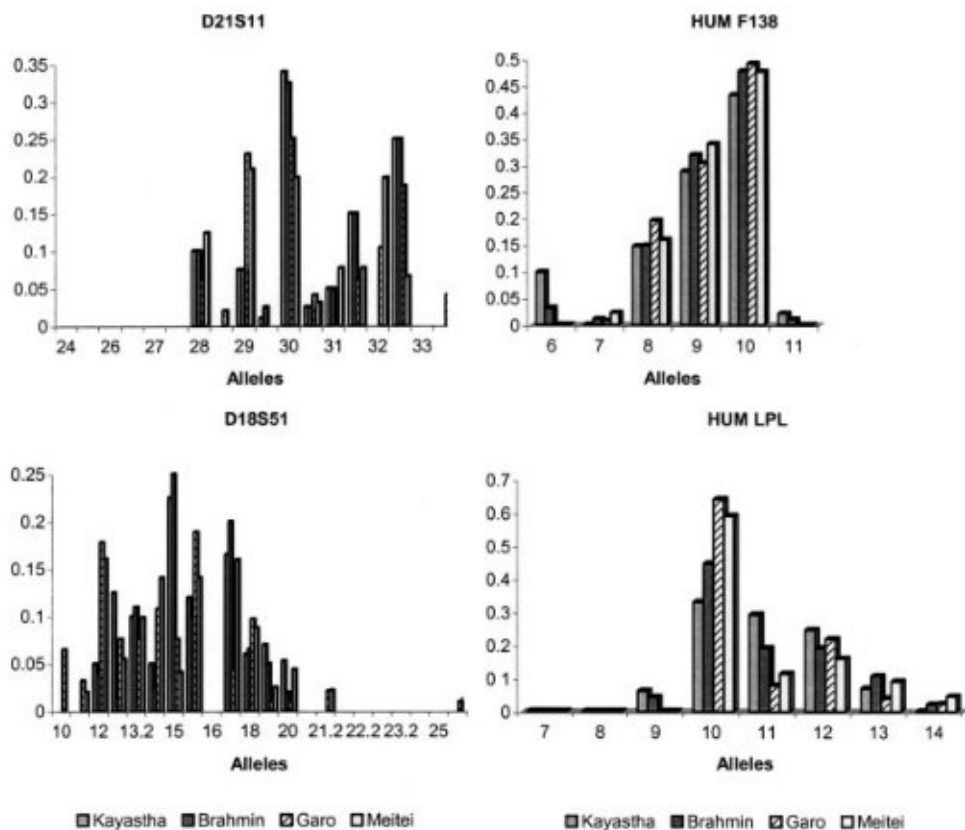 D21S11
0.35
0.3
0.25
0.2
0.15
0.1
0.05
0
24 26 27 28 29 30 31 32 33
Alleles
HUM F138
0.5
0.45
0.4
0.35
0.3
0.25
0.2
0.15
0.1
0.05
0
6 7 8 9 10 11
Alleles
D18S51
0.25
0.2
0.15
0.1
0.05
0
10 12 13.2 15 16 18 20 21.2 22.2 23.2 25
Alleles
HUM LPL
0.7
0.6
0.5
0.4
0.3
0.2
0.1
0
7 8 9 10 11 12 13 14
Alleles
Kayastha Brahmin Garo Meitei
Kayastha Brahmin Garo Meitei